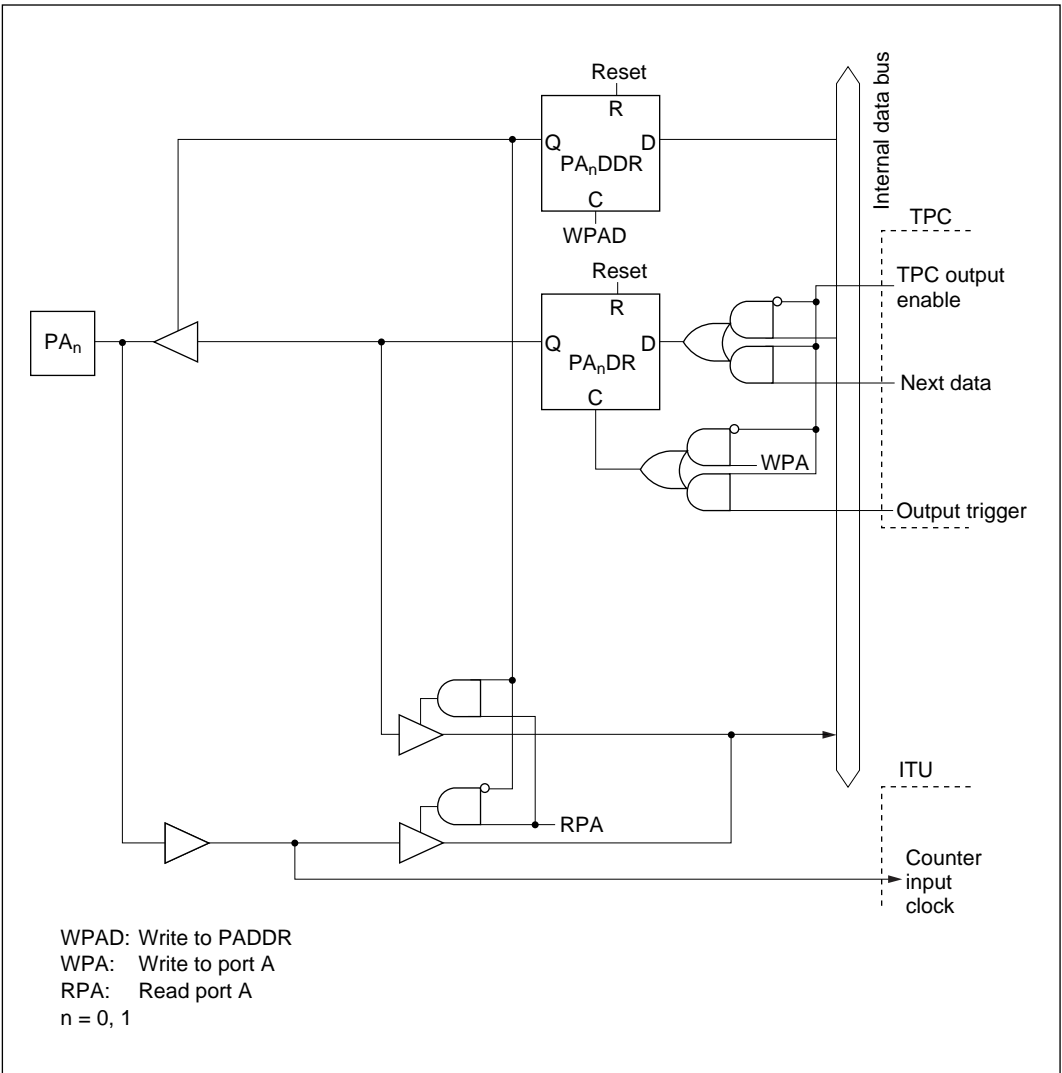 Reset
R
Q
D
PAnDDR
C
WPAD
Internal data bus
TPC
TPC output
enable
Reset
R
Q
D
PAnDR
C
PAn
Next data
WPA
Output trigger
RPA
ITU
Counter
input
clock
WPAD: Write to PADDR
WPA: Write to port A
RPA: Read port A
n = 0, 1